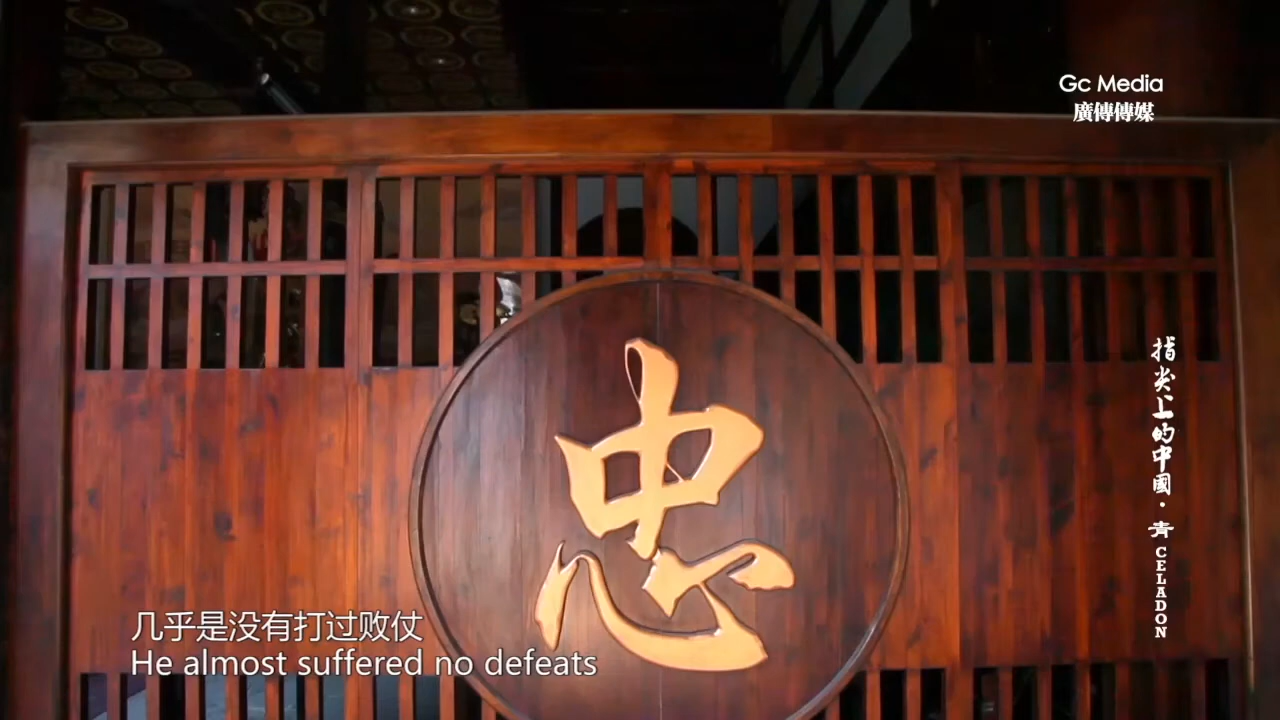 Gc Media
廣傳傳媒
忠
指尖上的中國·青
CELADON
几乎是没有打过败仗
He almost suffered no defeats